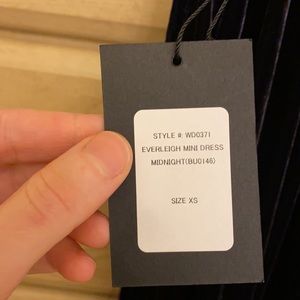 STYLE #: WD0371
EVERLEIGH MINI DRESS
MIDNIGHT(BU0146)
SIZE XS